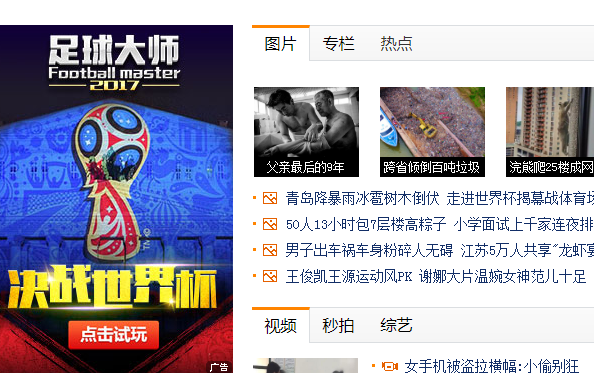 足球大师
Football master
2017
TM
决战世界杯
点击试玩
广告
图片 专栏 热点
父亲最后的9年
跨省倾倒百吨垃圾
浣熊爬25楼成网
青岛降暴雨冰雹树木倒伏 走进世界杯揭幕战体育场
50人13小时包7层楼高粽子 小学面试上千家连夜排
男子出车祸车身粉碎人无碍 江苏5万人共享"龙虾宴
王俊凯王源运动风PK 谢娜大片温婉女神范儿十足
视频 秒拍 综艺
女手机被盗拉横幅:小偷别狂